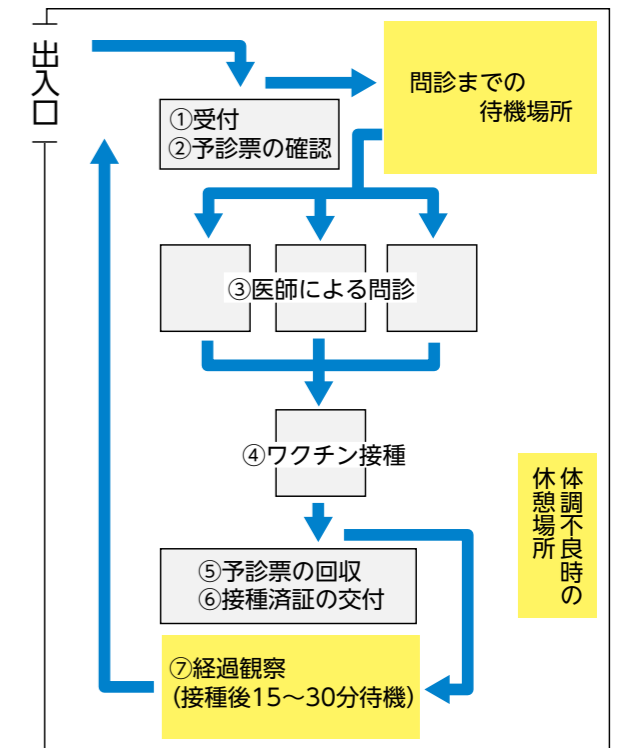 出入口
問診までの
待機場所
①受付
②予診票の確認
③医師による問診
④ワクチン接種
体調不良時の
休憩場所
⑤予診票の回収
⑥接種済証の交付
⑦経過観察
(接種後15～30分待機)